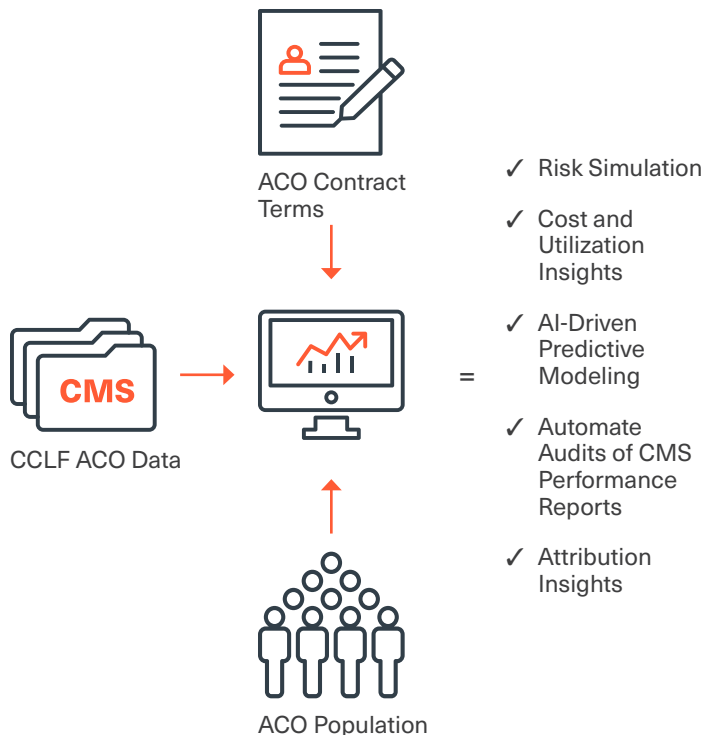 ACO Contract
Terms
CMS
CCLF ACO Data
=
ACO Population
✓ Risk Simulation
✓ Cost and
Utilization
Insights
✓ AI-Driven
Predictive
Modeling
✓ Automate
Audits of CMS
Performance
Reports
✓ Attribution
Insights